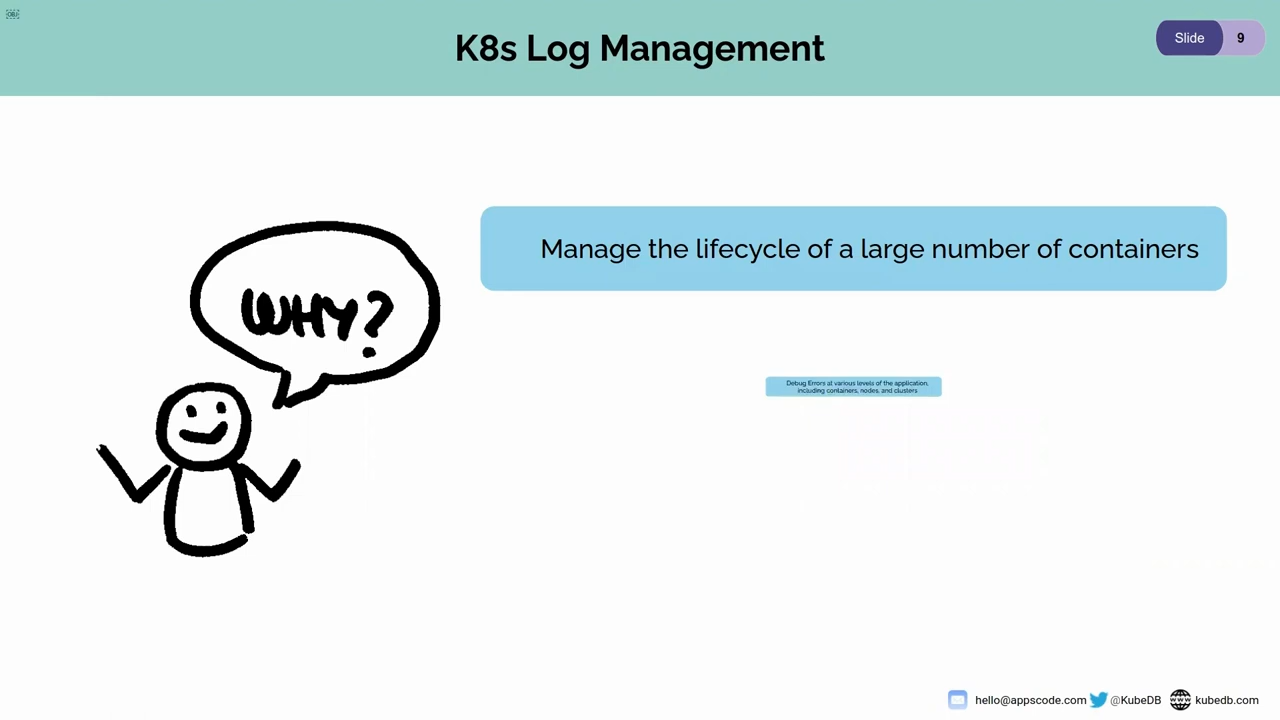 K8s Log Management
Slide 9
Manage the lifecycle of a large number of containers
WHY?
Debug Errors at various levels of the application,
including containers, nodes, and clusters
hello@appscode.com @KubeDB kubedb.com